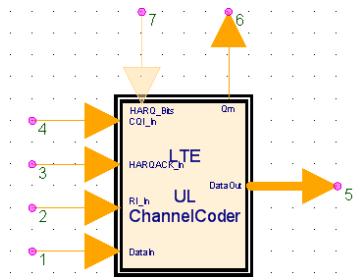 7
6
HARQ_Bits
Qm
CQI_In
4
LTE
HARQACK_In
3
DataOut
UL
5
RI_In
2
ChannelCoder
DataIn
1